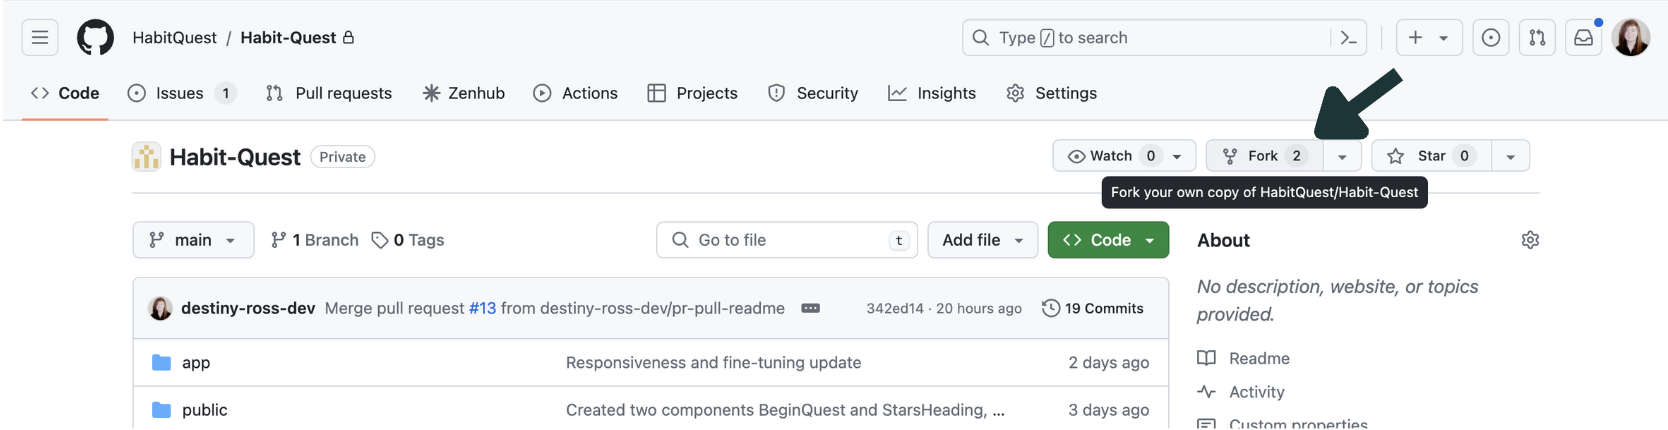 HabitQuest / Habit-Quest
Type / to search
Code
Issues 1
Pull requests
Zenhub
Actions
Projects
Security
Insights
Settings
Habit-Quest Private
Watch 0
Fork 2
Star 0
Fork your own copy of HabitQuest/Habit-Quest
main
1 Branch
0 Tags
Go to file t
Add file
Code
About
No description, website, or topics
provided.
destiny-ross-dev Merge pull request #13 from destiny-ross-dev/pr-pull-readme ... 342ed14 · 20 hours ago 19 Commits
app Responsiveness and fine-tuning update 2 days ago
public Created two components BeginQuest and StarsHeading, ... 3 days ago
Readme
Activity
Custom properties